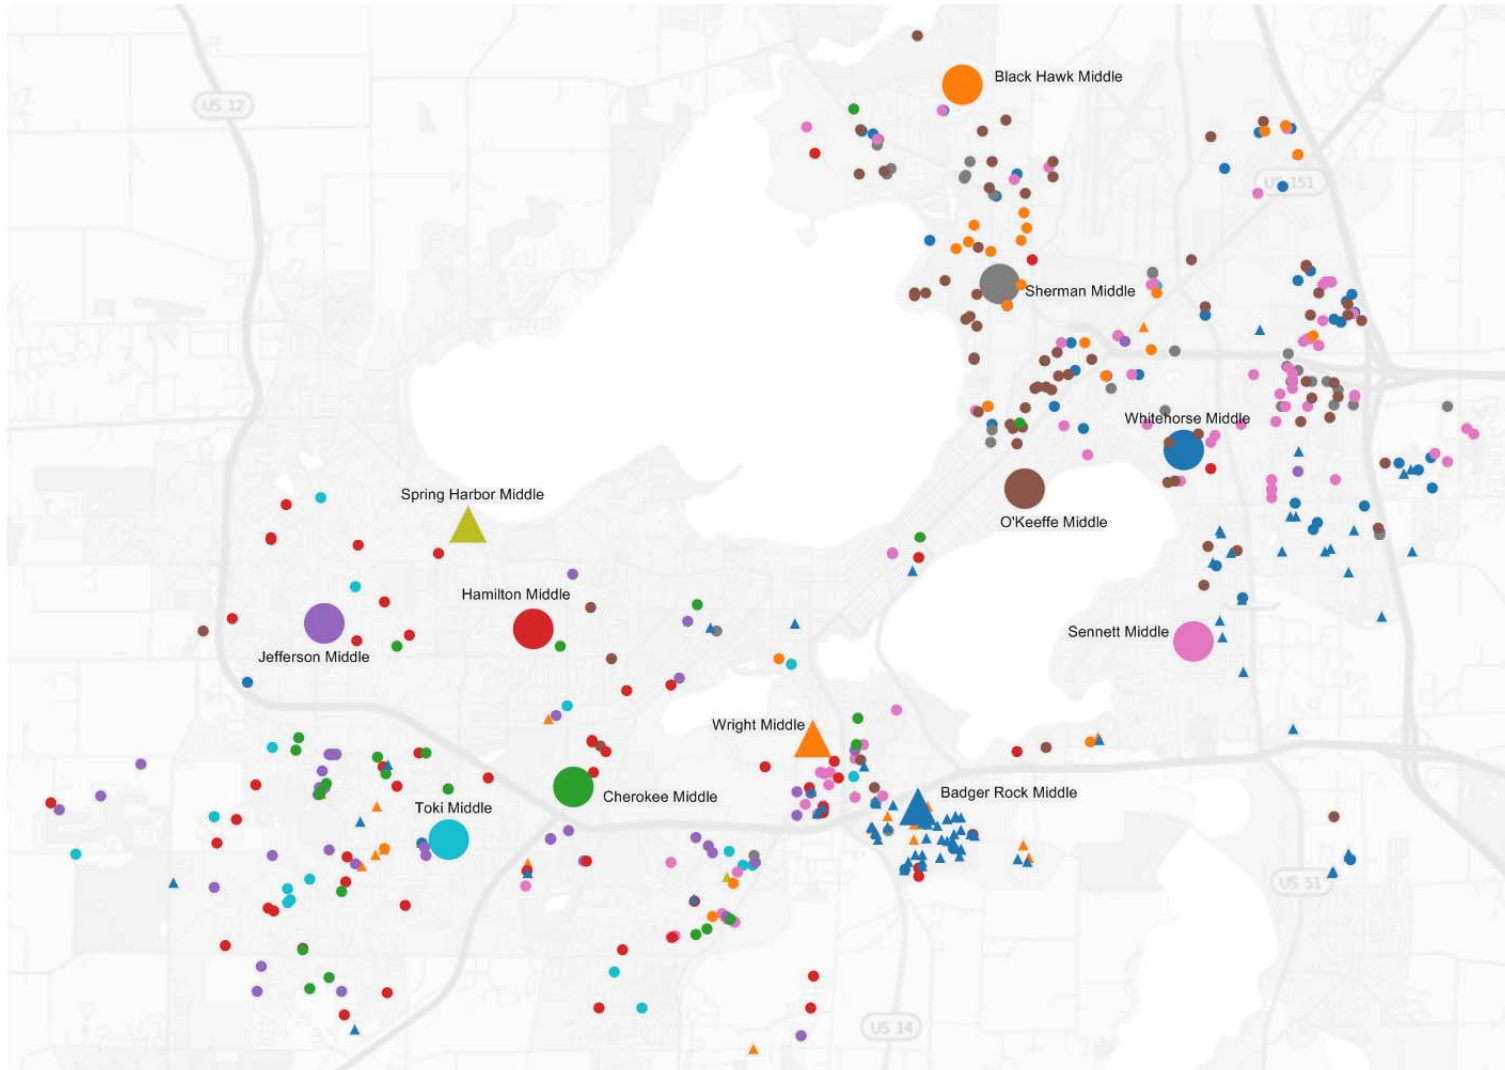 Black Hawk Middle
US 12
US 151
Sherman Middle
Whitehorse Middle
Spring Harbor Middle
O'Keeffe Middle
Hamilton Middle
Sennett Middle
Jefferson Middle
Wright Middle
Badger Rock Middle
Cherokee Middle
Toki Middle
US 51
US 14